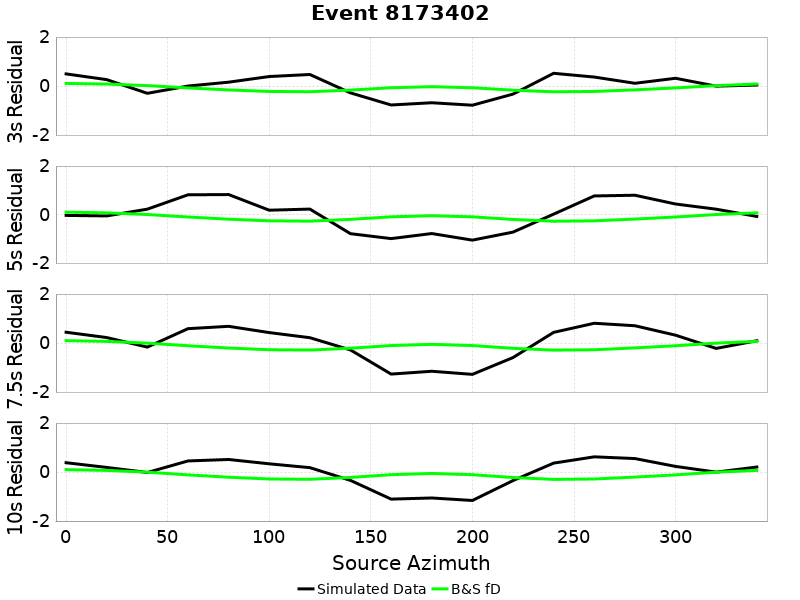 Event 8173402
3s Residual
2
0
-2
5s Residual
2
0
-2
7.5s Residual
2
0
-2
10s Residual
2
0
-2
0 50 100 150 200 250 300
Source Azimuth
Simulated Data B&S fD